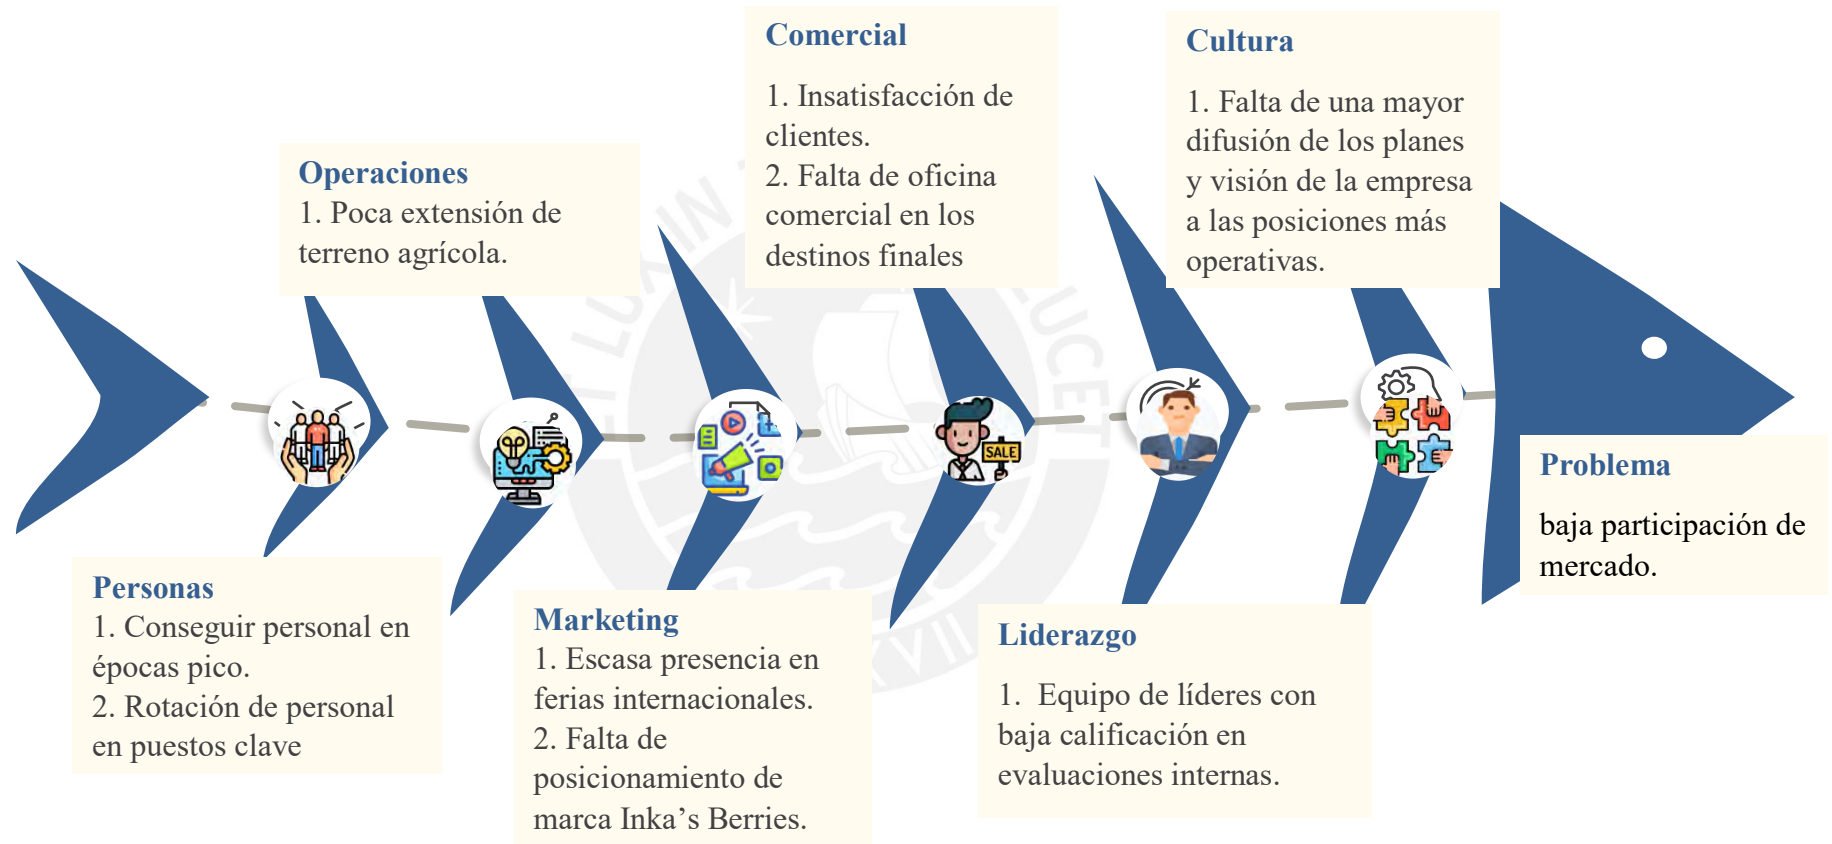 Comercial
1. Insatisfacción de
clientes.
2. Falta de oficina
comercial en los
destinos finales
Cultura
1. Falta de una mayor
difusión de los planes
y visión de la empresa
a las posiciones más
operativas.
Operaciones
1. Poca extensión de
terreno agrícola.
SALE
Problema
baja participación de
mercado.
Personas
1. Conseguir personal en
épocas pico.
2. Rotación de personal
en puestos clave
Marketing
1. Escasa presencia en
ferias internacionales.
2. Falta de
posicionamiento de
marca Inka’s Berries.
Liderazgo
1. Equipo de líderes con
baja calificación en
evaluaciones internas.